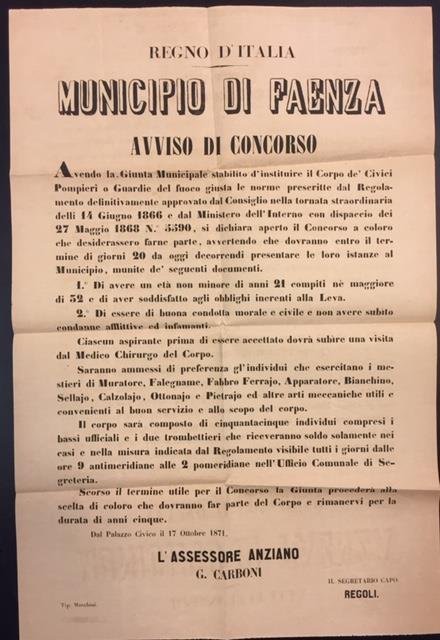 REGNO D'ITALIA
MUNICIPIO DI FAENZA
AVVISO DI CONCORSO
Avendo la Giunta Municipale stabilito d'instituire il Corpo de' Civici
Pompieri o Guardie del fuoco giusta le norme prescritte dal Regola-
mento definitivamente approvato dal Consiglio nella tornata straordinaria
delli 14 Giugno 1866 e dal Ministero dell'Interno con dispaccio dei
27 Maggio 1868 N.° 5590, si dichiara aperto il Concorso a coloro
che desiderassero farne parte, avvertendo che dovranno entro il ter-
mine di giorni 20 da oggi decorrendi presentare le loro istanze al
Municipio, munite de' seguenti documenti.
1.° Di avere un età non minore di anni 21 compiti nè maggiore
di 32 e di aver soddisfatto agli obblighi increnti alla Leva.
2.° Di essere di buona condotta morale e civile e non avere subìto
condanne afflittive ed infamanti.
Ciascun aspirante prima di essere accettato dovrà subìre una visita
dal Medico Chirurgo del Corpo.
Saranno ammessi di preferenza gl'individui che esercitano i me-
stieri di Muratore, Falegname, Fabbro Ferrajo, Apparatore, Bianchino,
Sellajo, Calzolajo, Ottonajo e Pietrajo ed altre arti meccaniche utili e
convenienti al buon servizio e allo scopo del corpo.
Il corpo sarà composto di cinquantacinque individui compresi i
bassi ufficiali e i due trombettieri che riceveranno soldo solamente nei
casi e nella misura indicata dal Regolamento visibile tutti i giorni dalle
ore 9 antimeridiane alle 2 pomeridiane nell'Ufficio Comunale di Se-
greteria.
Scorso il termine utile per il Concorso la Giunta procederà alla
scelta di coloro che dovranno far parte del Corpo e rimanervi per la
durata di anni cinque.
Dal Palazzo Civico il 17 Ottobre 1871.
L'ASSESSORE ANZIANO
G. CARBONI
IL SEGRETARIO CAPO
REGOLI.
Tip. Marabini.